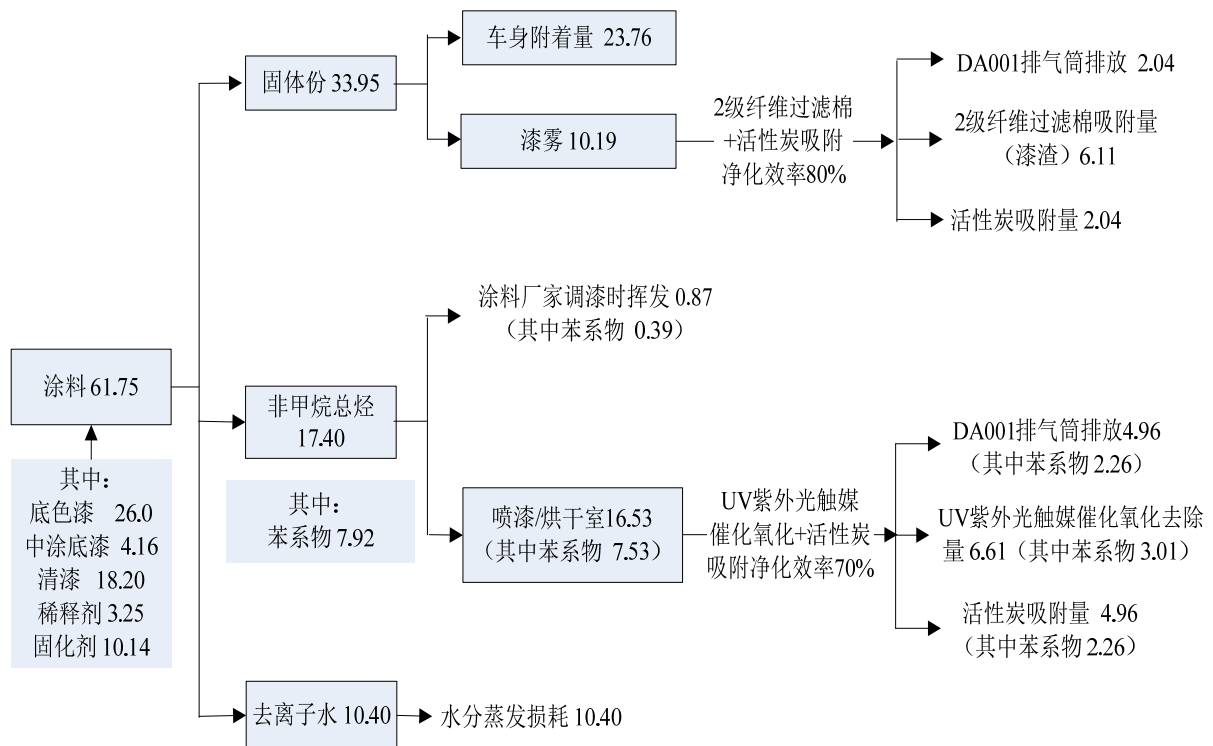 涂料 61.75
其中:
底色漆 26.0
中涂底漆 4.16
清漆 18.20
稀释剂 3.25
固化剂 10.14
固体份 33.95
车身附着量 23.76
漆雾 10.19
2级纤维过滤棉
+活性炭吸附
净化效率80%
DA001排气筒排放 2.04
2级纤维过滤棉吸附量
（漆渣）6.11
活性炭吸附量 2.04
非甲烷总烃
17.40
其中:
苯系物 7.92
涂料厂家调漆时挥发 0.87
（其中苯系物 0.39）
喷漆/烘干室16.53
（其中苯系物 7.53）
UV紫外光触媒
催化氧化+活性炭
吸附净化效率70%
DA001排气筒排放4.96
（其中苯系物2.26）
UV紫外光触媒催化氧化去除
量 6.61（其中苯系物 3.01）
活性炭吸附量 4.96
（其中苯系物2.26）
去离子水 10.40
水分蒸发损耗 10.40